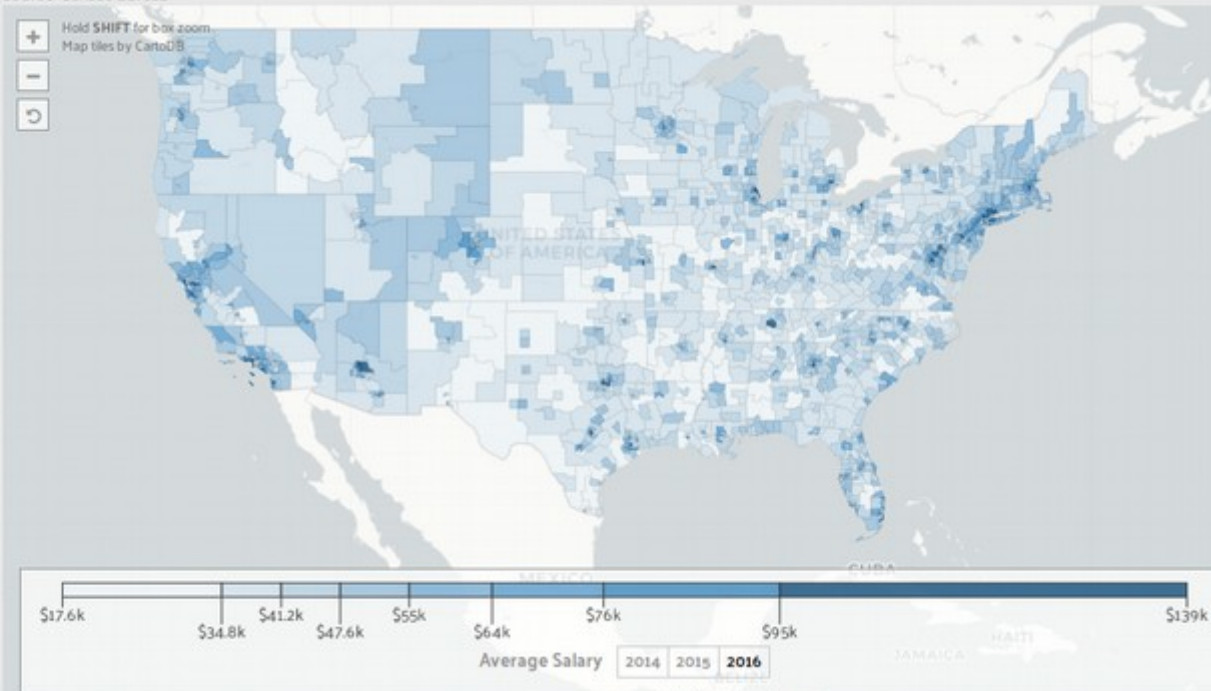 +
Hold SHIFT for box zoom
Map tiles by CartoDB
−
UNITED STATES
OF AMERICA
MEXICO
CUBA
$17.6k
$34.8k
$41.2k
$47.6k
$55k
$64k
$76k
$95k
$139k
HAITI
JAMAICA
Average Salary 2014 2015 2016
BELIZE